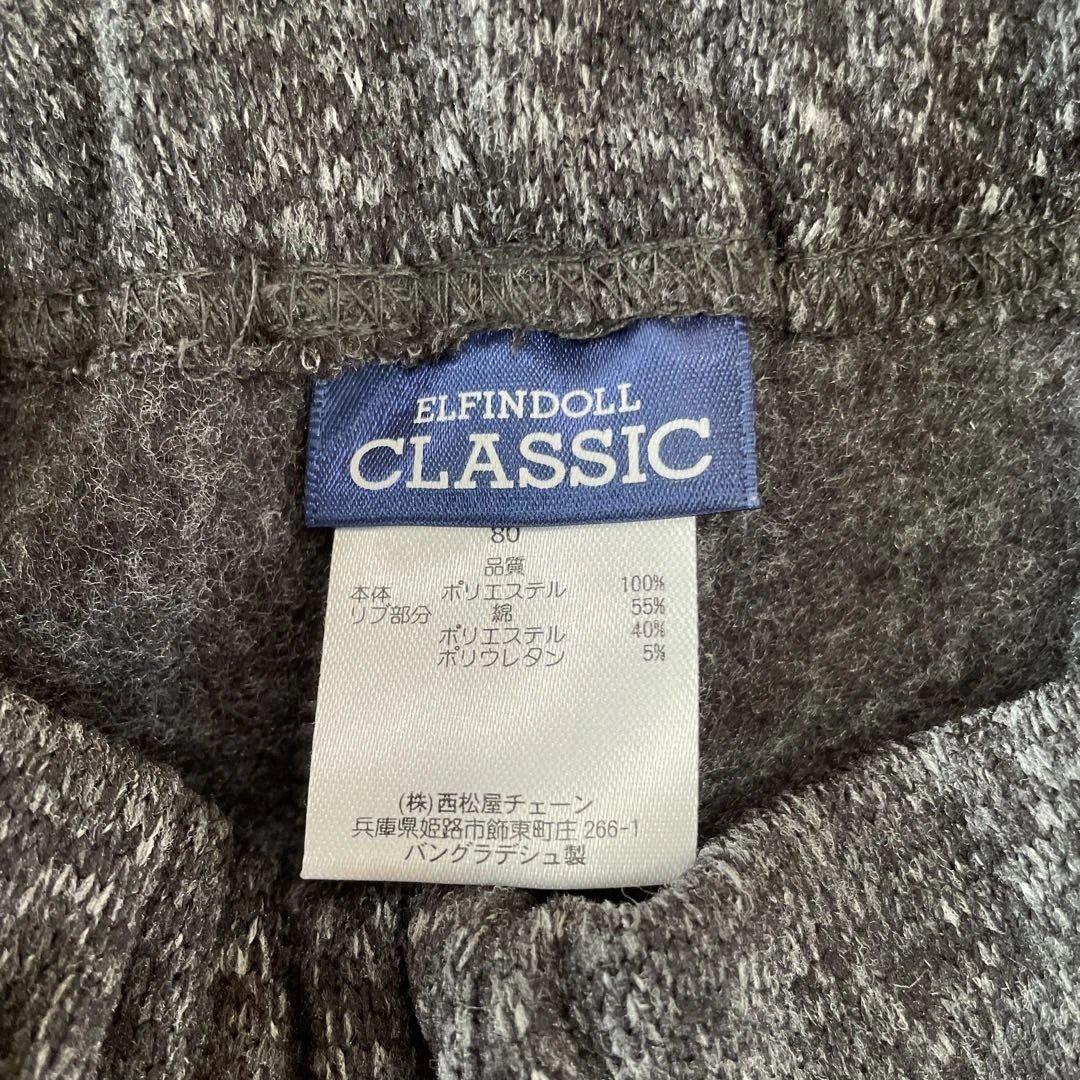 ELFINDOLL
CLASSIC
80
品質
本体 ポリエステル 100%
リブ部分 綿 55%
ポリエステル 40%
ポリウレタン 5%
(株)西松屋チェーン
兵庫県姫路市飾東町庄 266-1
バングラデシュ製